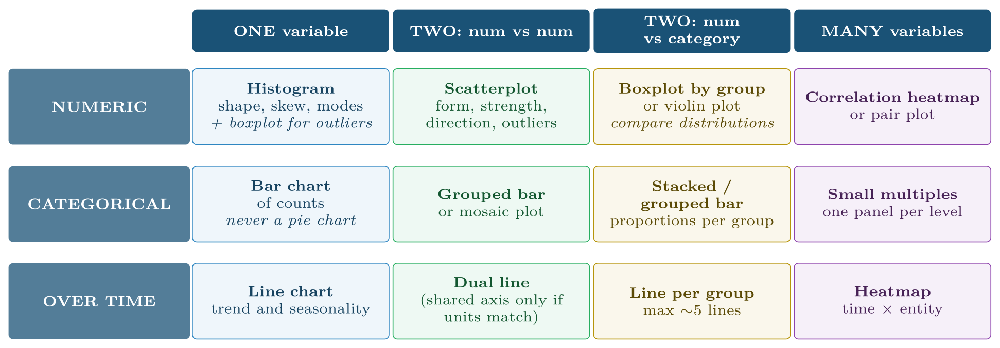 ONE variable
TWO: num vs num
TWO: num
vs category
MANY variables
NUMERIC
Histogram
shape, skew, modes
+ boxplot for outliers
Scatterplot
form, strength,
direction, outliers
Boxplot by group
or violin plot
compare distributions
Correlation heatmap
or pair plot
CATEGORICAL
Bar chart
of counts
never a pie chart
Grouped bar
or mosaic plot
Stacked /
grouped bar
proportions per group
Small multiples
one panel per level
OVER TIME
Line chart
trend and seasonality
Dual line
(shared axis only if
units match)
Line per group
max ∼5 lines
Heatmap
time × entity